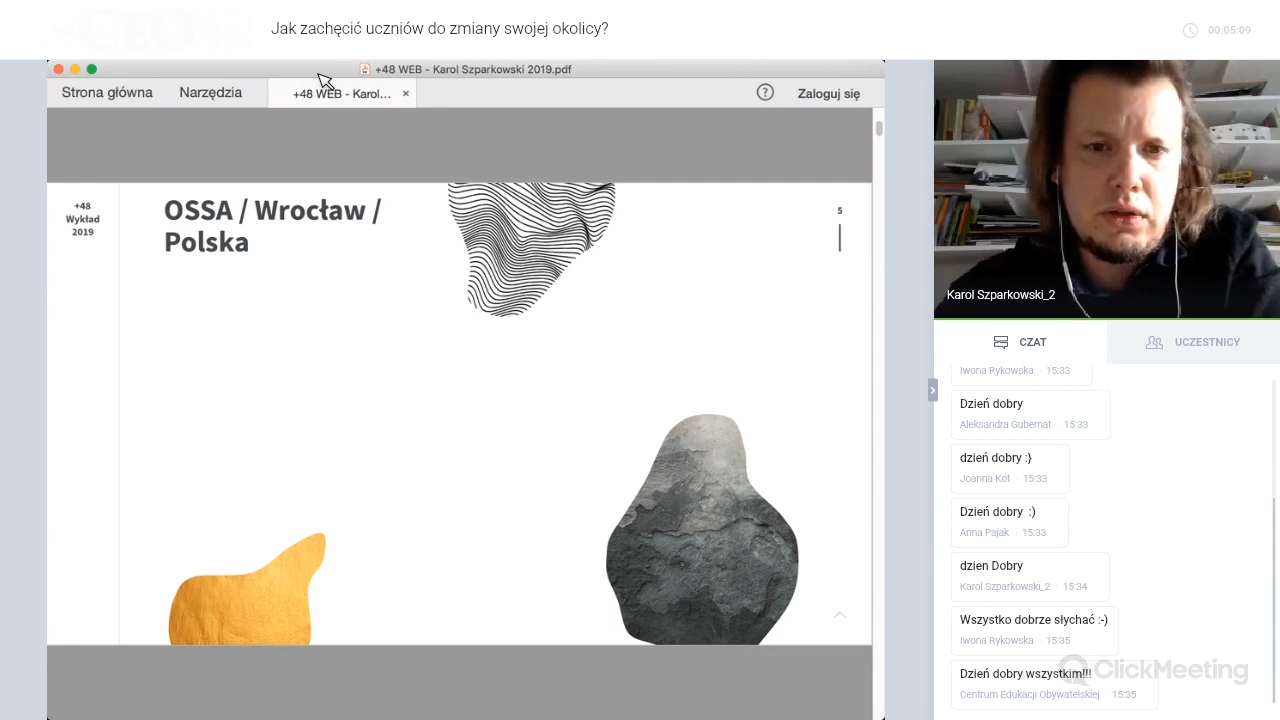 Jak zachęcić uczniów do zmiany swojej okolicy?
00:05:09
+48 WEB - Karol Szparkowski 2019.pdf
Strona główna
Narzędzia
+48 WEB - Karol... ×
?
Zaloguj się
+48
Wykład
2019
OSSA / Wrocław /
Polska
5
Karol Szparkowski_2
CZAT
UCZESTNICY
Iwona Rykowska 15:33
Dzień dobry
Aleksandra Gubernat 15:33
dzień dobry :}
Joanna Kot 15:33
Dzień dobry :)
Anna Pajak 15:33
dzien Dobry
Karol Szparkowski_2 15:34
Wszystko dobrze słychać :-)
Iwona Rykowska 15:35
Dzień dobry wszystkim!!!
Centrum Edukacji Obywatelskiej 15:35
ClickMeeting